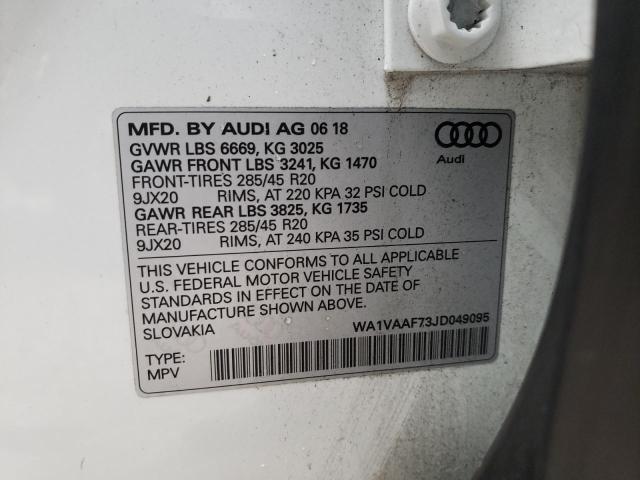 MFD. BY AUDI AG 06 18
GVWR LBS 6669, KG 3025
GAWR FRONT LBS 3241, KG 1470
FRONT-TIRES 285/45 R20
9JX20 RIMS, AT 220 KPA 32 PSI COLD
GAWR REAR LBS 3825, KG 1735
REAR-TIRES 285/45 R20
9JX20 RIMS, AT 240 KPA 35 PSI COLD
Audi
THIS VEHICLE CONFORMS TO ALL APPLICABLE
U.S. FEDERAL MOTOR VEHICLE SAFETY
STANDARDS IN EFFECT ON THE DATE OF
MANUFACTURE SHOWN ABOVE.
SLOVAKIA WA1VAAF73JD049095
TYPE:
MPV